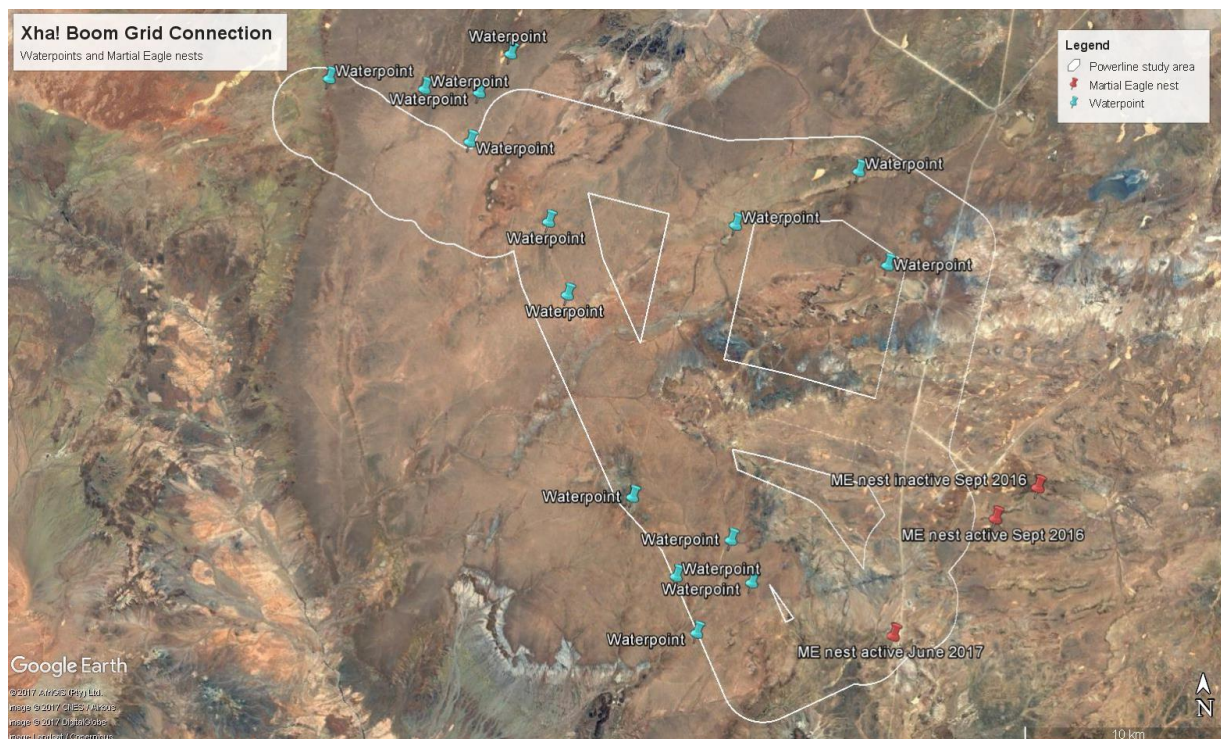 Xha! Boom Grid Connection
Waterpoints and Martial Eagle nests
Legend
Powerline study area
Martial Eagle nest
Waterpoint
Waterpoint
Waterpoint
Waterpoint
Waterpoint
Waterpoint
Waterpoint
Waterpoint
Waterpoint
Waterpoint
Waterpoint
ME nest inactive Sept 2016
Waterpoint
ME nest active Sept 2016
Waterpoint
Waterpoint
Waterpoint
Waterpoint
ME nest active June 2017
Google Earth
© 2017 AfriGIS (Pty) Ltd.
Image © 2017 CNES / Airbus
Image © 2017 DigitalGlobe
Image Landsat / Copernicus
N
10 km